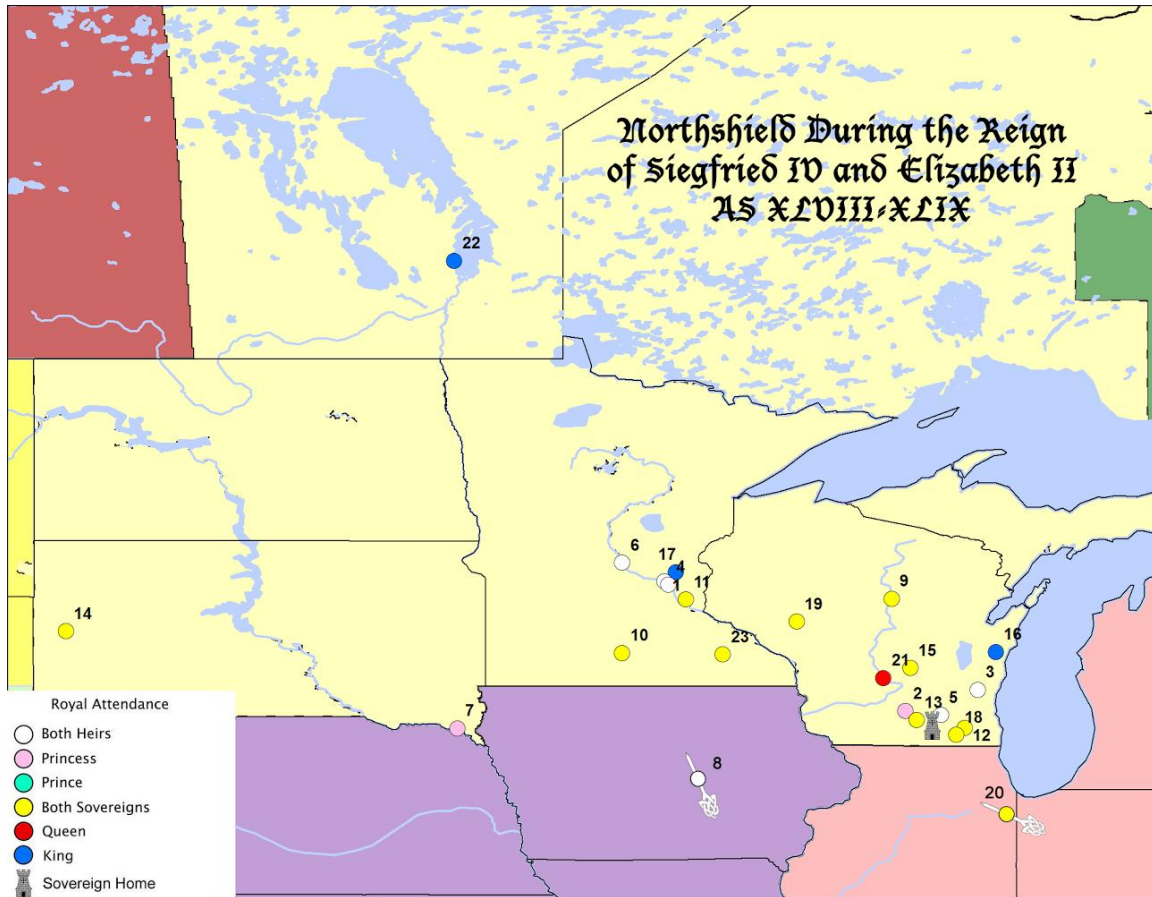 Northshield During the Reign
of Siegfried IV and Elizabeth II
AS XLVIII-XLIX
22
6
17
4
1
11
9
14
19
10
23
16
15
21
3
2
13
5
18
12
7
8
20
Royal Attendance
Both Heirs
Princess
Prince
Both Sovereigns
Queen
King
Sovereign Home